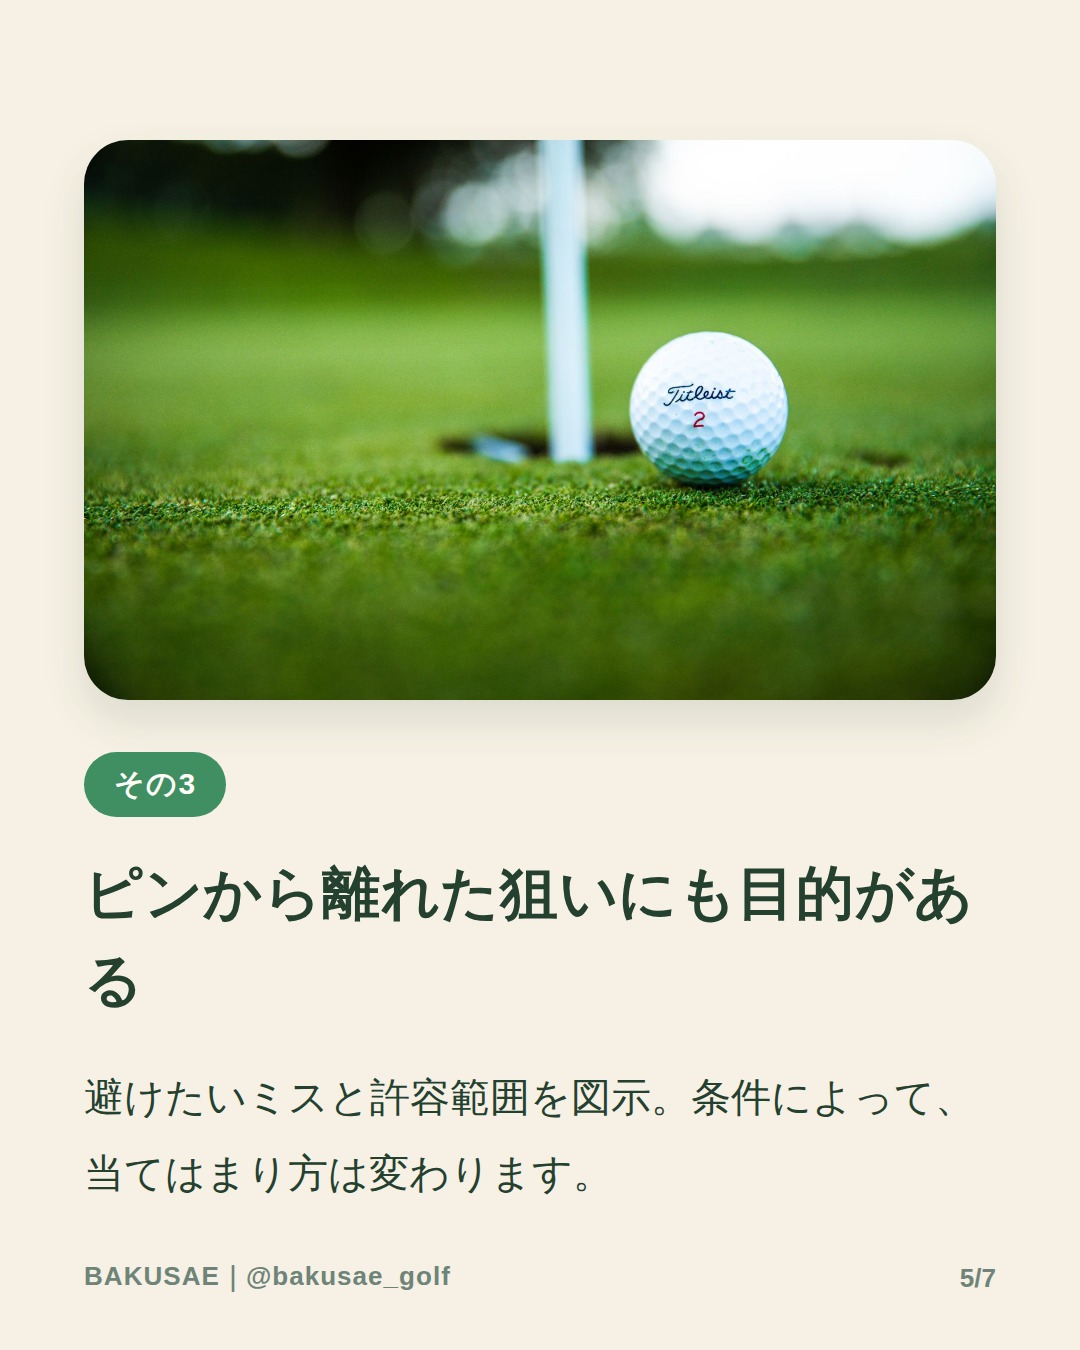 Titleist
2
その3
ピンから離れた狙いにも目的があ
る
避けたいミスと許容範囲を図示。条件によって、
当てはまり方は変わります。
BAKUSAE | @bakusae_golf
5/7